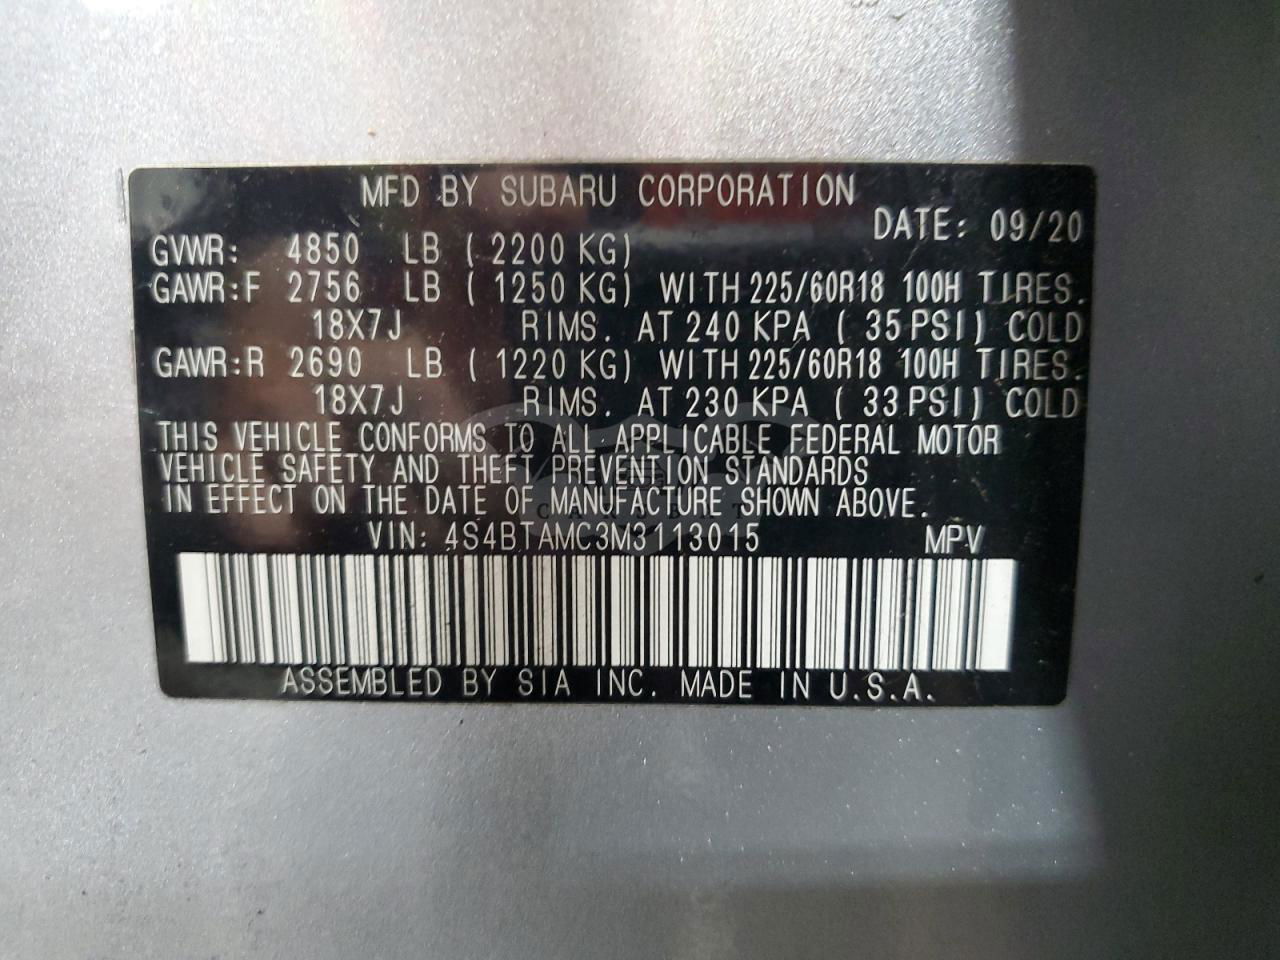 MFD BY SUBARU CORPORATION
DATE: 09/20
GVWR: 4850 LB ( 2200 KG)
GAWR:F 2756 LB ( 1250 KG) WITH 225/60R18 100H TIRES.
18X7J RIMS. AT 240 KPA ( 35 PSI) COLD
GAWR:R 2690 LB ( 1220 KG) WITH 225/60R18 100H TIRES.
18X7J RIMS. AT 230 KPA ( 33 PSI) COLD
THIS VEHICLE CONFORMS TO ALL APPLICABLE FEDERAL MOTOR
VEHICLE SAFETY AND THEFT PREVENTION STANDARDS
IN EFFECT ON THE DATE OF MANUFACTURE SHOWN ABOVE.
VIN: 4S4BTAMC3M3113015 MPV
ASSEMBLED BY SIA INC. MADE IN U.S.A.